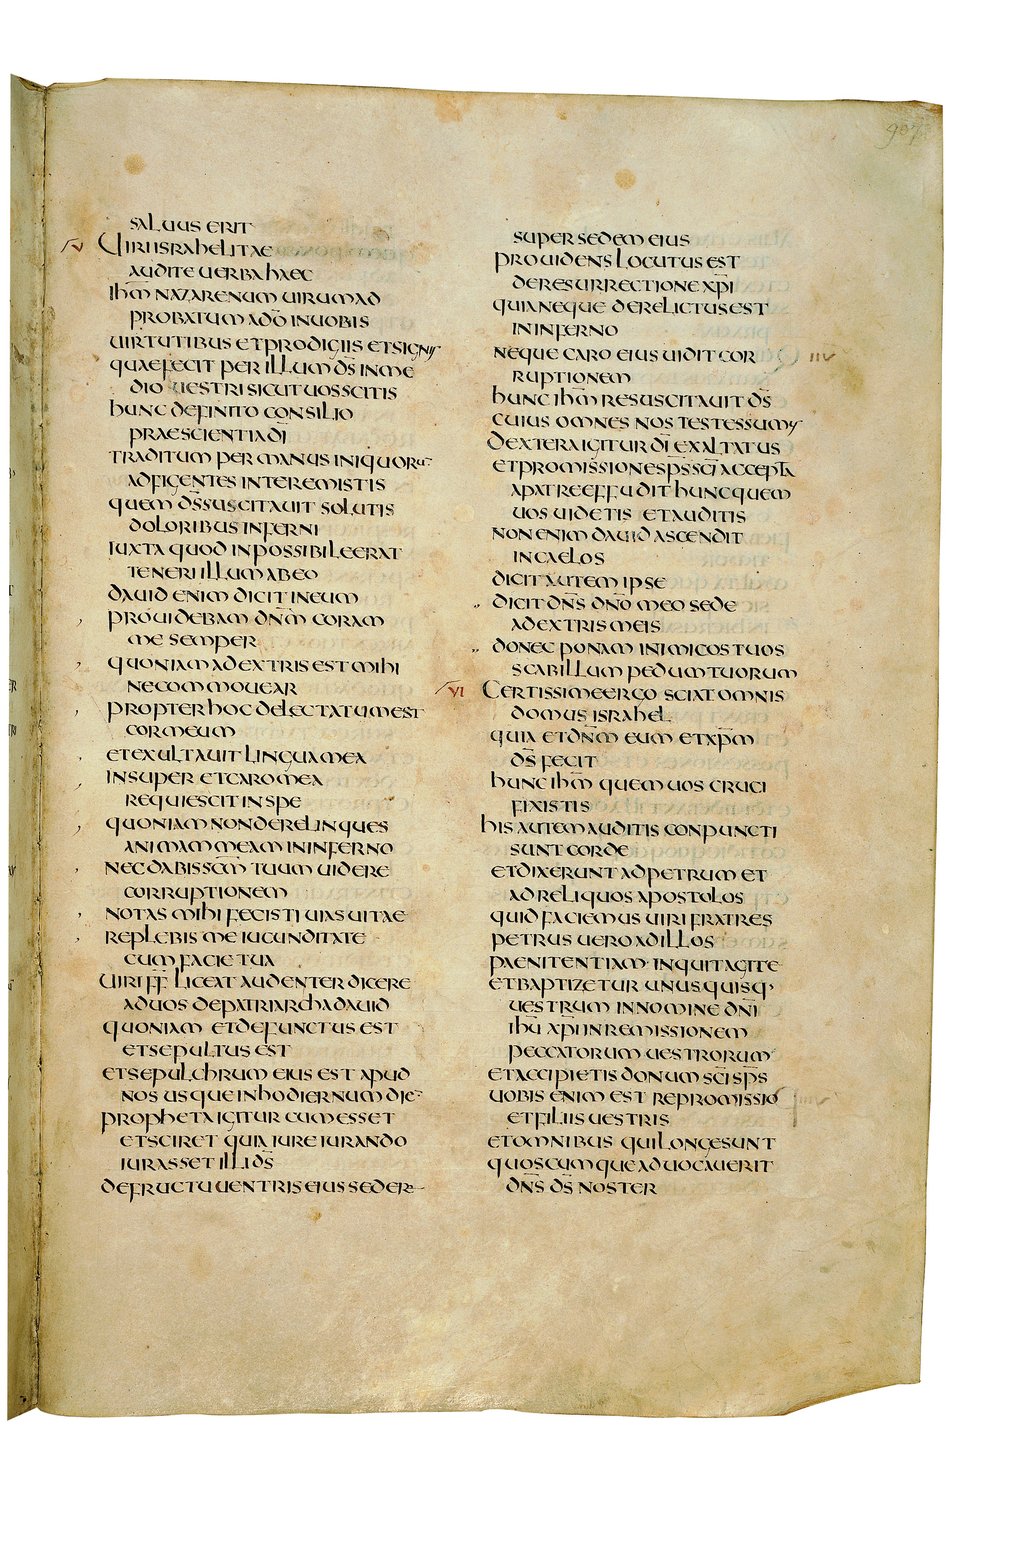 907
SALUUS ERIT
V UIRI ISRAHELITAE
AUDITE UERBA HAEC
IHM̅ NAZARENUM UIRUM AD
PROBATUM A DO̅ IN UOBIS
UIRTUTIBUS ET PRODIGIIS ET SIGNIS
QUAE FECIT PER ILLUM DS̅ IN ME
DIO UESTRI SICUT UOS SCITIS
HUNC DEFINITO CONSILIO
PRAESCIENTIA DI̅
TRADITUM PER MANUS INIQUORU̅
ADFIGENTES INTEREMISTIS
QUEM DS̅ SUSCITAUIT SOLUTIS
DOLORIBUS INFERNI
IUXTA QUOD INPOSSIBILE ERAT
TENERI ILLUM AB EO
DAUID ENIM DICIT IN EUM
PROUIDEBAM DNM̅ CORAM
ME SEMPER
QUONIAM A DEXTRIS EST MIHI
NE COMMOUEAR
PROPTER HOC DELECTATUM EST
COR MEUM
ET EXULTAUIT LINGUA MEA
INSUPER ET CARO MEA
REQUIESCIT IN SPE
QUONIAM NON DERELINQUES
ANIMAM MEAM IN INFERNO
NEC DABIS SCM̅ TUUM UIDERE
CORRUPTIONEM
NOTAS MIHI FECISTI UIAS UITAE
REPLEBIS ME IUCUNDITATE
CUM FACIE TUA
UIRI FF̅ LICEAT AUDENTER DICERE
AD UOS DE PATRIARCHA DAUID
QUONIAM ET DEFUNCTUS EST
ET SEPULTUS EST
ET SEPULCHRUM EIUS EST APUD
NOS USQUE IN HODIERNUM DIE̅
PROPHETA IGITUR CUM ESSET
ET SCIRET QUIA IURE IURANDO
IURASSET ILLI DS̅
DE FRUCTU UENTRIS EIUS SEDERE
SUPER SEDEM EIUS
PROUIDENS LOCUTUS EST
DE RESURRECTIONE XPI̅
QUIA NEQUE DERELICTUS EST
IN INFERNO
NEQUE CARO EIUS UIDIT COR
RUPTIONEM
HUNC IHM̅ RESUSCITAUIT DS̅
CUIUS OMNES NOS TESTES SUMUS
DEXTERA IGITUR DI̅ EXALTATUS
ET PROMISSIONE SPS̅ SCI̅ ACCEPTA
A PATRE EFFUDIT HUNC QUEM
UOS UIDETIS ET AUDITIS
NON ENIM DAUID ASCENDIT
IN CAELOS
DICIT AUTEM IPSE
DICIT DNS̅ DNO̅ MEO SEDE
A DEXTRIS MEIS
DONEC PONAM INIMICOS TUOS
SCABILLUM PEDUM TUORUM
VI CERTISSIME ERGO SCIAT OMNIS
DOMUS ISRAHEL
QUIA ET DNM̅ EUM ET XPM̅
DS̅ FECIT
HUNC IHM̅ QUEM UOS CRUCI
FIXISTIS
HIS AUTEM AUDITIS CONPUNCTI
SUNT CORDE
ET DIXERUNT AD PETRUM ET
AD RELIQUOS APOSTOLOS
QUID FACIEMUS UIRI FRATRES
PETRUS UERO AD ILLOS
PAENITENTIAM INQUIT AGITE
ET BAPTIZETUR UNUSQUISQ·
UESTRUM IN NOMINE DNI̅
IHU̅ XPI̅ IN REMISSIONEM
PECCATORUM UESTRORUM
ET ACCIPIETIS DONUM SCI̅ SPS̅
UOBIS ENIM EST REPROMISSIO
ET FILIIS UESTRIS
ET OMNIBUS QUI LONGE SUNT
QUOSCUMQUE ADUOCAUERIT
DNS̅ DS̅ NOSTER